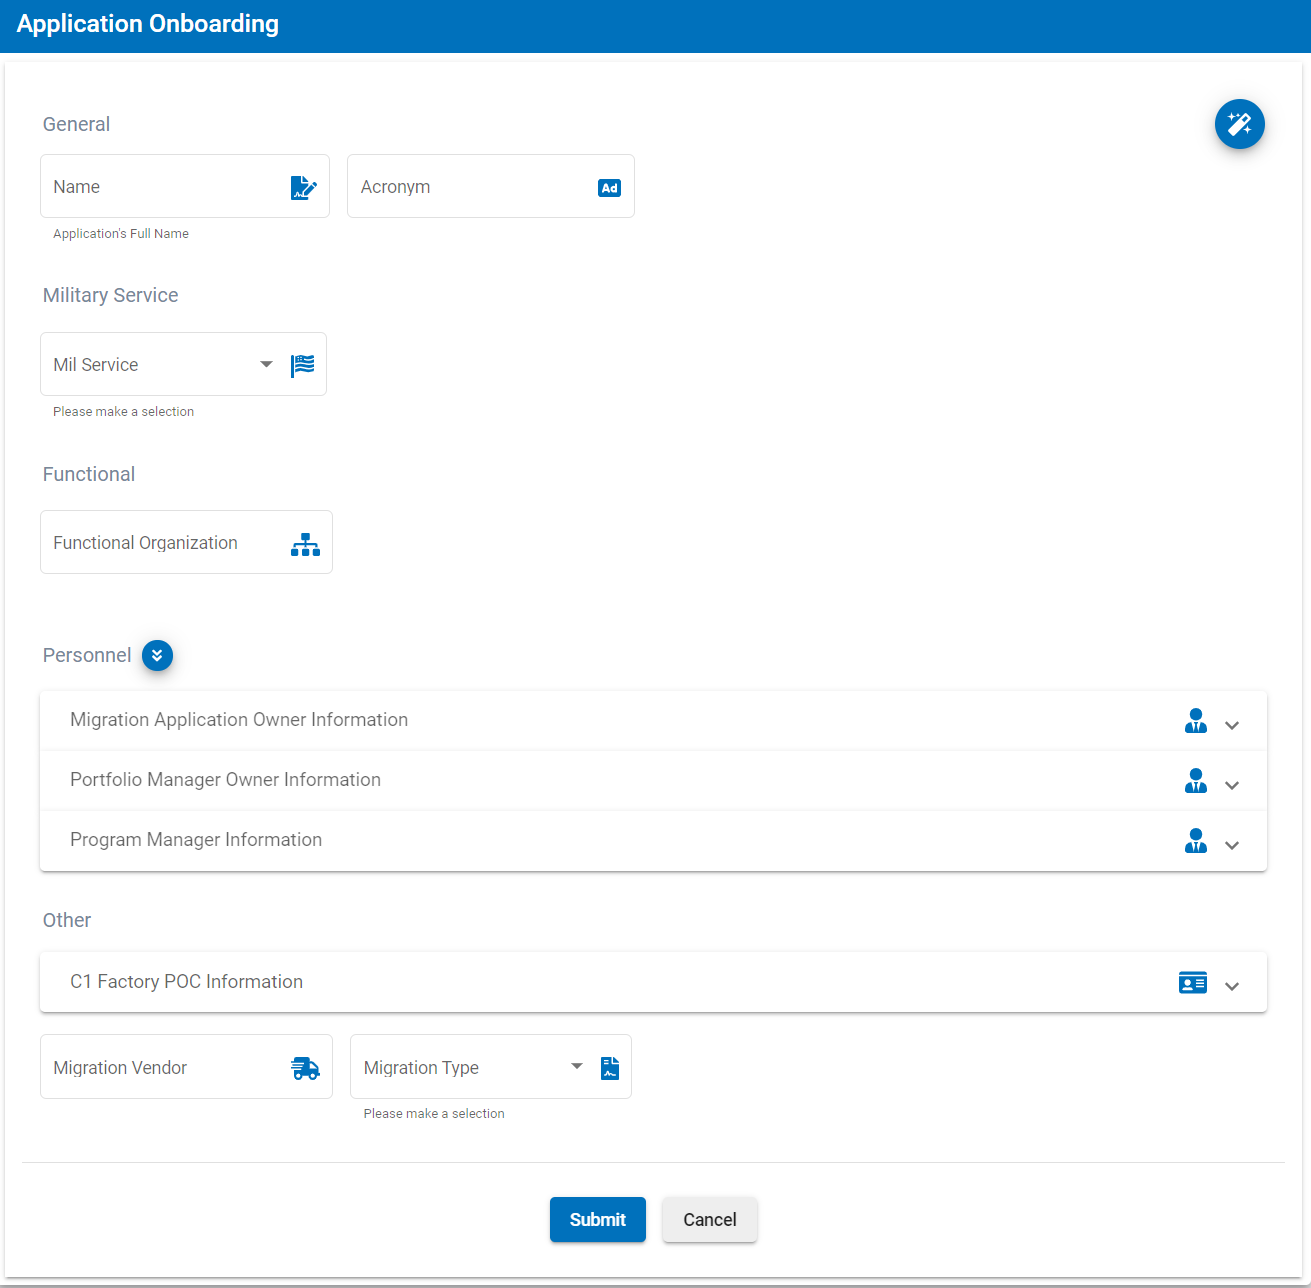 Application Onboarding
General
Name
Acronym
Ad
Application's Full Name
Military Service
Mil Service
Please make a selection
Functional
Functional Organization
Personnel
Migration Application Owner Information
Portfolio Manager Owner Information
Program Manager Information
Other
C1 Factory POC Information
Migration Vendor
Migration Type
Please make a selection
Submit
Cancel